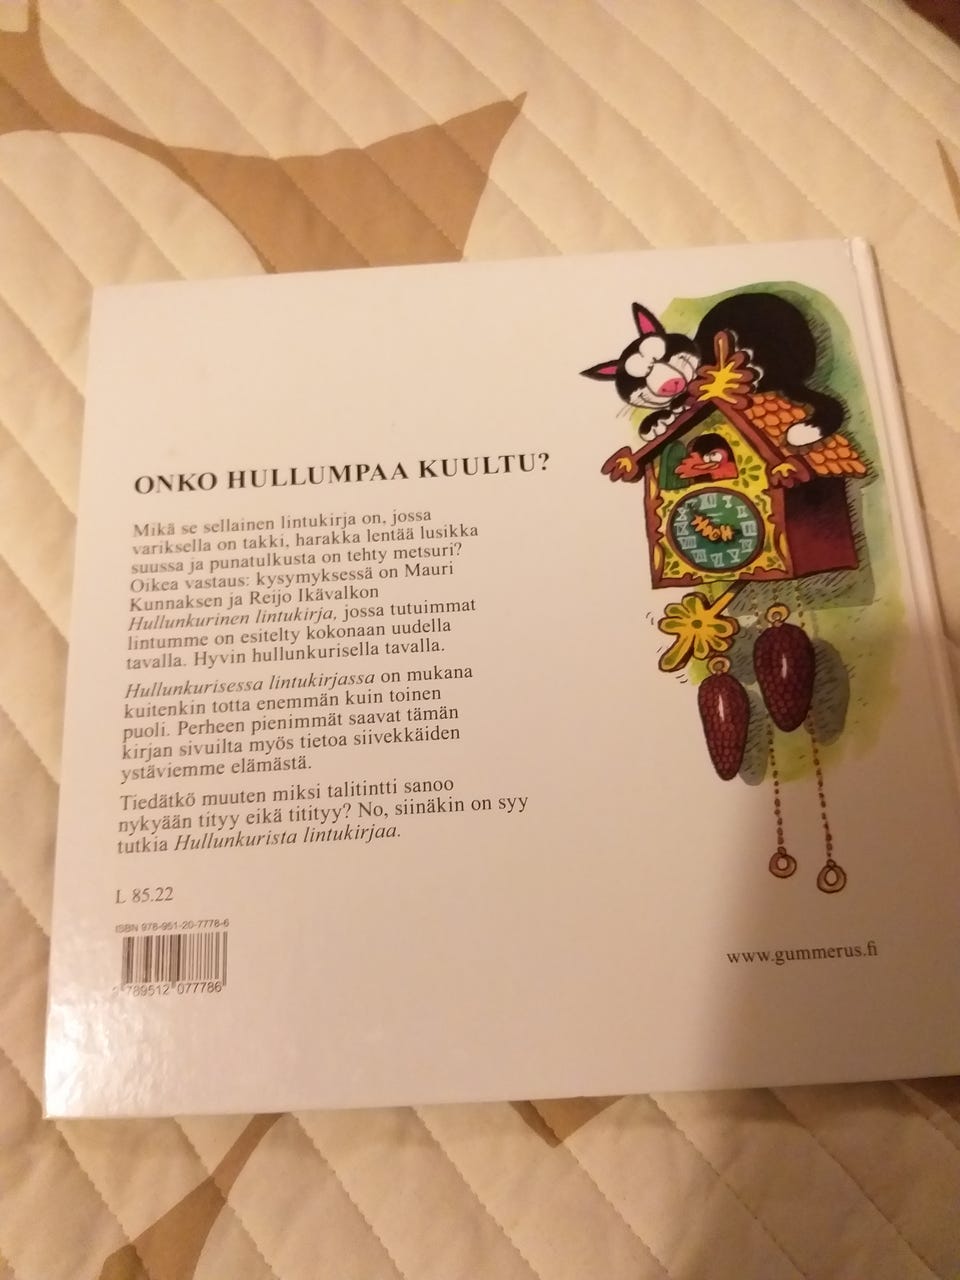 ONKO HULLUMPAA KUULTU?
Mikä se sellainen lintukirja on, jossa
variksella on takki, harakka lentää lusikka
suussa ja punatulkusta on tehty metsuri?
Oikea vastaus: kysymyksessä on Mauri
Kunnaksen ja Reijo Ikävalkon
Hullunkurinen lintukirja, jossa tutuimmat
lintumme on esitelty kokonaan uudella
tavalla. Hyvin hullunkurisella tavalla.
Hullunkurisessa lintukirjassa on mukana
kuitenkin totta enemmän kuin toinen
puoli. Perheen pienimmät saavat tämän
kirjan sivuilta myös tietoa siivekkäiden
ystäviemme elämästä.
Tiedätkö muuten miksi talitintti sanoo
nykyään tityy eikä titityy? No, siinäkin on syy
tutkia Hullunkurista lintukirjaa.
L 85.22
ISBN 978-951-20-7778-6
9 789512 077786
www.gummerus.fi